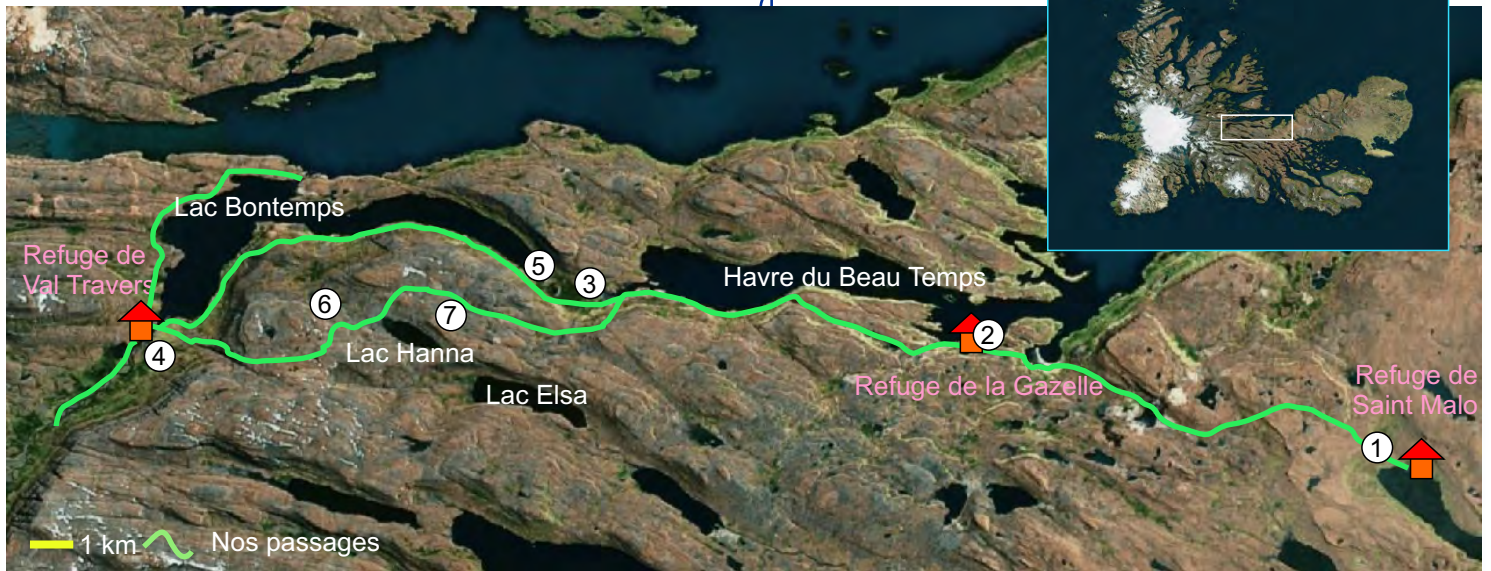 Lac Bontemps
Refuge de
Val Travers
5
3
Havre du Beau Temps
6
7
2
4
Lac Hanna
Lac Elsa
Refuge de la Gazelle
Refuge de
Saint Malo
1
1 km
Nos passages